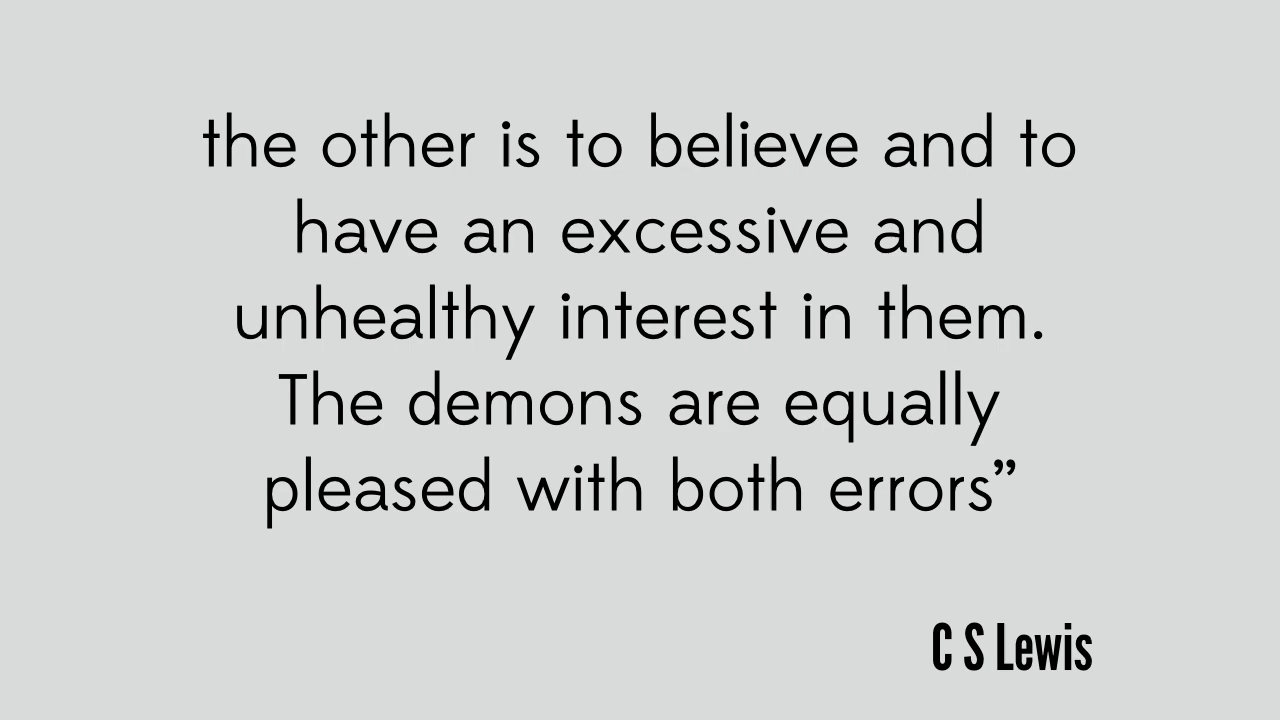 the other is to believe and to
have an excessive and
unhealthy interest in them.
The demons are equally
pleased with both errors”
C S Lewis